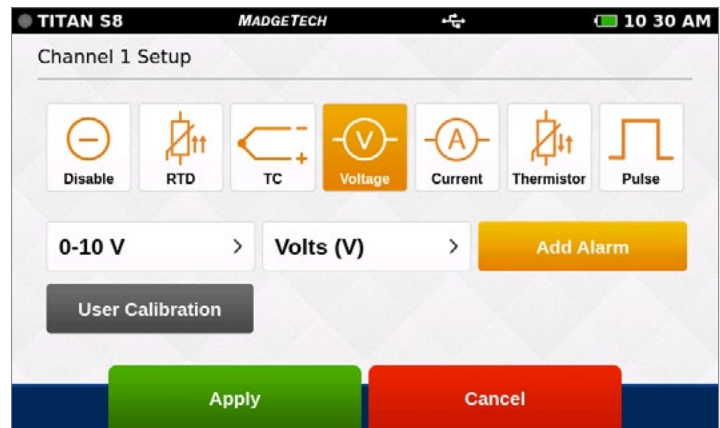 TITAN S8 MADGETECH 10 30 AM
Channel 1 Setup
V A
Disable RTD TC Voltage Current Thermistor Pulse
0-10 V > Volts (V) > Add Alarm
User Calibration
Apply Cancel